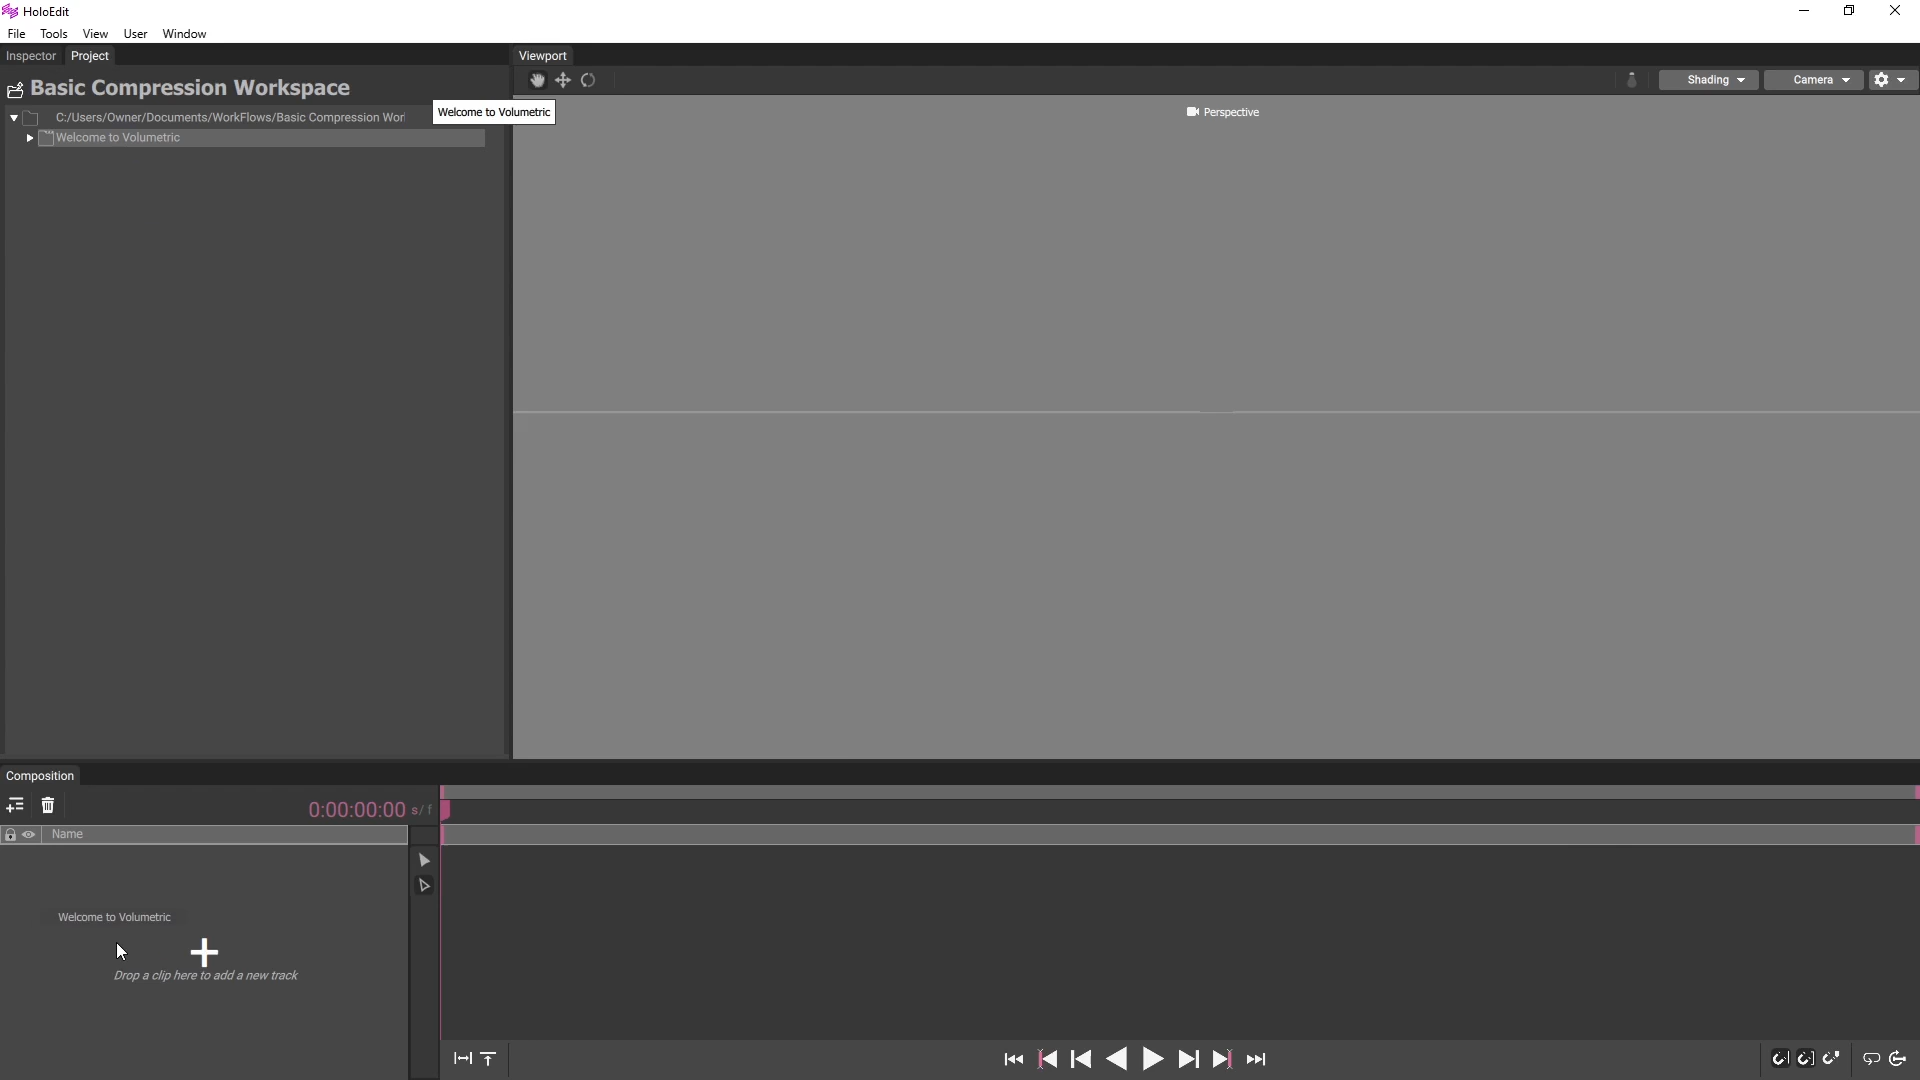 HoloEdit
File Tools View User Window
Inspector Project
Viewport
Basic Compression Workspace
Shading
Camera
Welcome to Volumetric
Perspective
C:/Users/Owner/Documents/WorkFlows/Basic Compression Wor
Welcome to Volumetric
Composition
0:00:00:00 s/f
Name
Welcome to Volumetric
Drop a clip here to add a new track